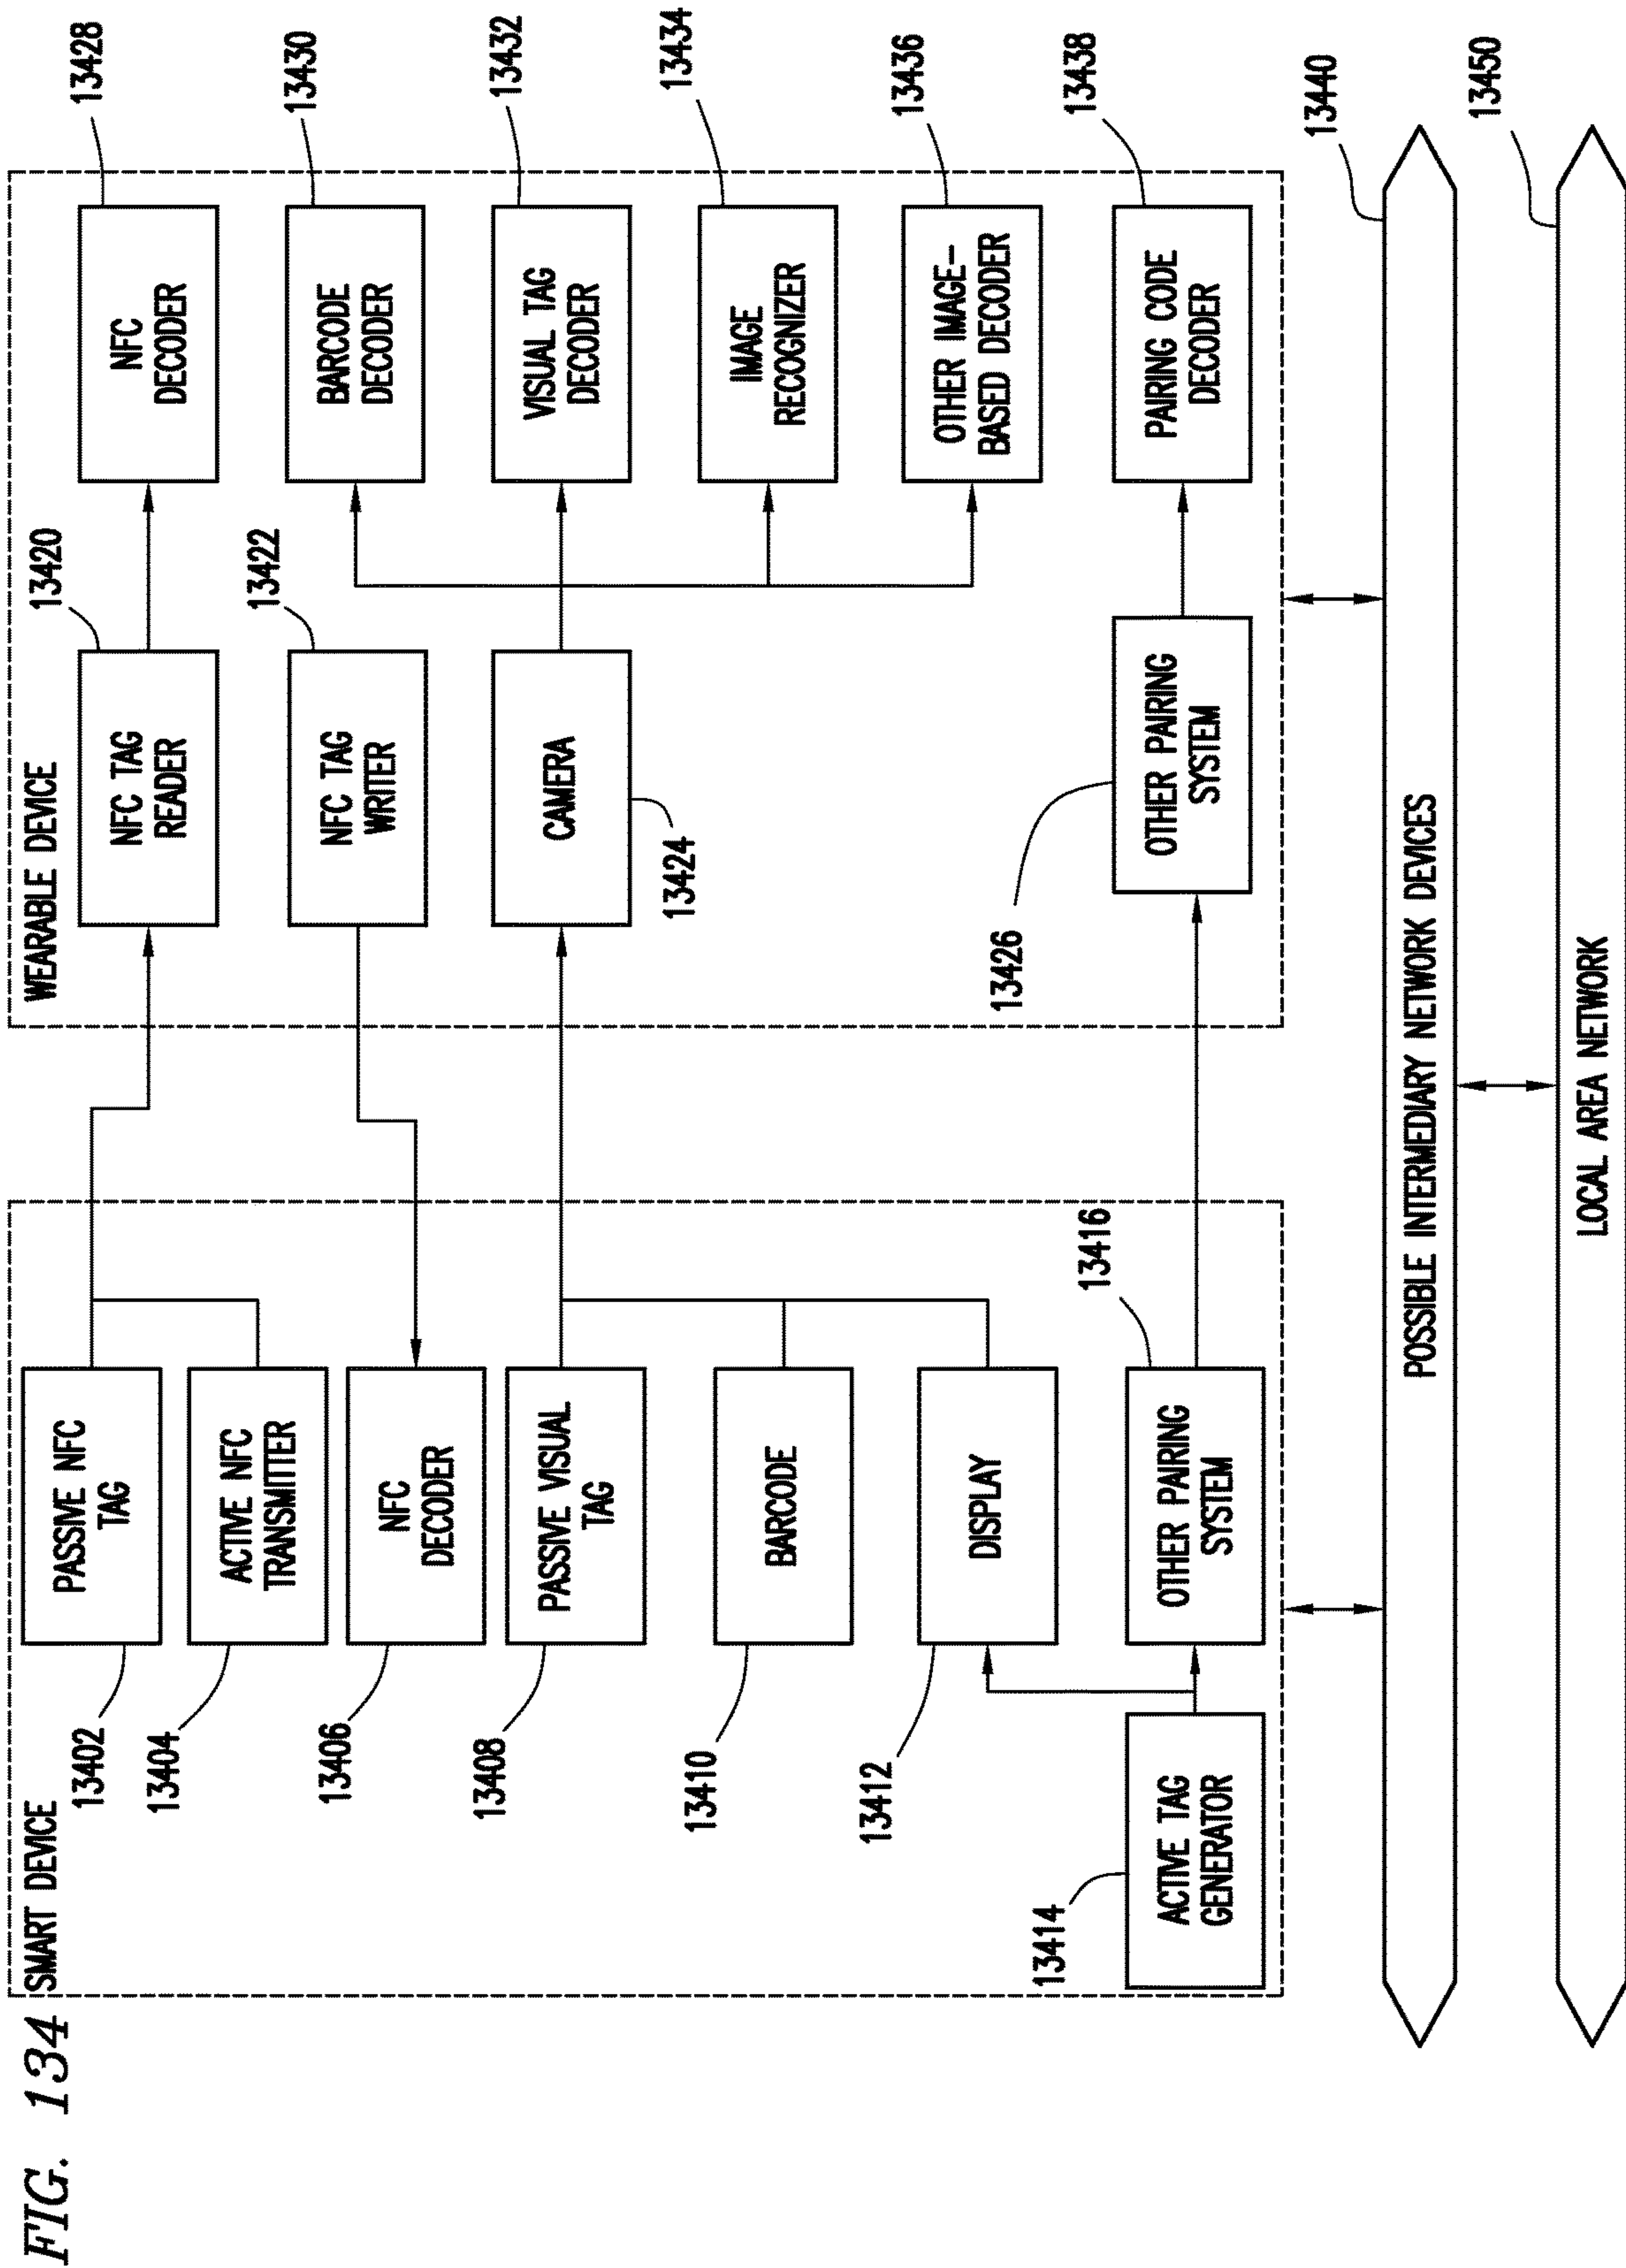 FIG. 134
SMART DEVICE
13402
PASSIVE NFC
TAG
13404
ACTIVE NFC
TRANSMITTER
13406
NFC
DECODER
13408
PASSIVE VISUAL
TAG
13410
BARCODE
13412
DISPLAY
13414
ACTIVE TAG
GENERATOR
OTHER PAIRING
SYSTEM
13416
WEARABLE DEVICE
NFC TAG
READER
13420
NFC TAG
WRITER
13422
CAMERA
13424
13426
OTHER PAIRING
SYSTEM
NFC
DECODER
13428
BARCODE
DECODER
13430
VISUAL TAG
DECODER
13432
IMAGE
RECOGNIZER
13434
OTHER IMAGE-
BASED DECODER
13436
PAIRING CODE
DECODER
13438
POSSIBLE INTERMEDIARY NETWORK DEVICES
13440
LOCAL AREA NETWORK
13450